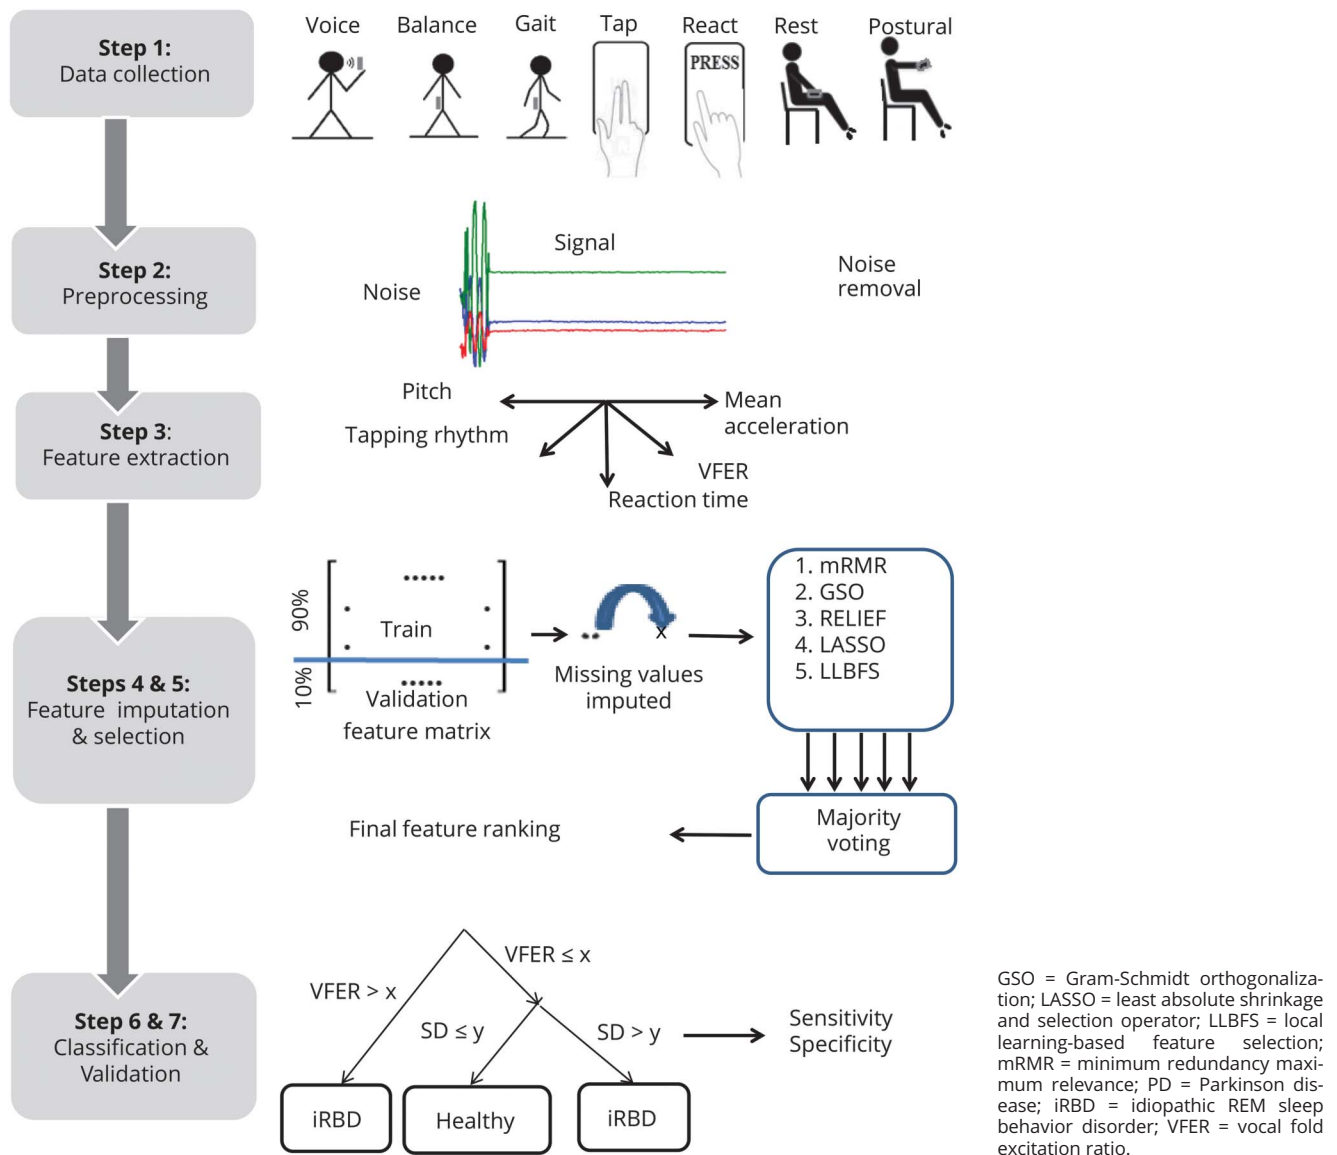 Step 1:
Data collection
Voice
Balance
Gait
Tap
React
Rest
Postural
PRESS
Step 2:
Preprocessing
Noise
Signal
Noise
removal
Step 3:
Feature extraction
Pitch
Tapping rhythm
Mean
acceleration
VFER
Reaction time
Steps 4 & 5:
Feature imputation
& selection
90%
10%
Train
Validation
feature matrix
x
Missing values
imputed
1. mRMR
2. GSO
3. RELIEF
4. LASSO
5. LLBFS
Majority
voting
Final feature ranking
Step 6 & 7:
Classification &
Validation
VFER > x
VFER ≤ x
SD ≤ y
SD > y
iRBD
Healthy
iRBD
Sensitivity
Specificity
GSO = Gram-Schmidt orthogonaliza-
tion; LASSO = least absolute shrinkage
and selection operator; LLBFS = local
learning-based feature selection;
mRMR = minimum redundancy maxi-
mum relevance; PD = Parkinson dis-
ease; iRBD = idiopathic REM sleep
behavior disorder; VFER = vocal fold
excitation ratio.